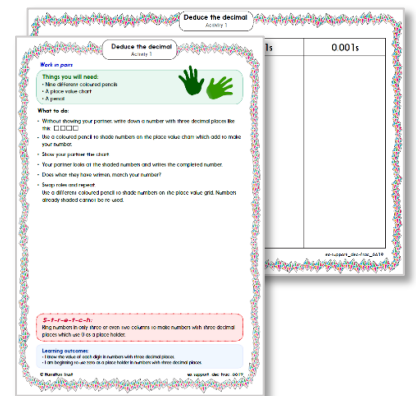 Deduce the decimal
Activity 1
1s
0.001s
Deduce the decimal
Activity 1
Work in pairs
Things you will need:
• Nine different coloured pencils
• A place value chart
• A pencil
What to do:
• Without showing your partner, write down a number with three decimal places like
this □.□□□
• Use a coloured pencil to shade numbers on the place value chart which add to make
your number.
• Show your partner the chart.
• Your partner looks at the shaded numbers and writes the completed number.
• Does what they have written, match your number?
• Swap roles and repeat.
Use a different coloured pencil to shade numbers on the place value grid. Numbers
already shaded cannot be re-used.
S-t-r-e-t-c-h:
Ring numbers in only three or even two columns to make numbers with three decimal
places which use 0 as a place holder.
Learning outcomes:
• I know the value of each digit in numbers with three decimal places.
• I am beginning to use zero as a place holder in numbers with three decimal places.
© Hamilton Trust